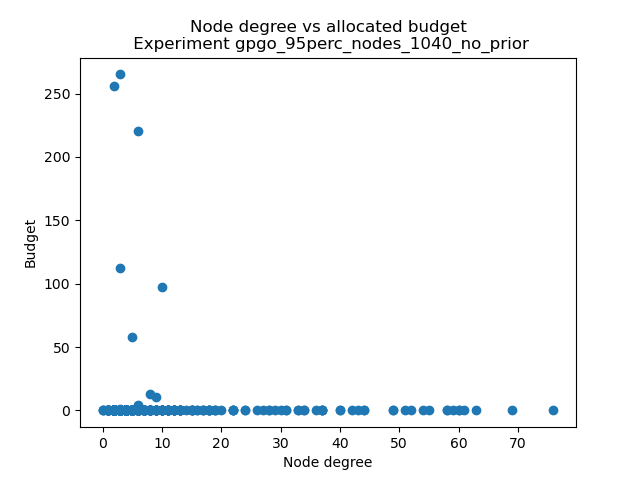 Node degree vs allocated budget
Experiment gpgo_95perc_nodes_1040_no_prior
Budget
250
200
150
100
50
0
0 10 20 30 40 50 60 70
Node degree